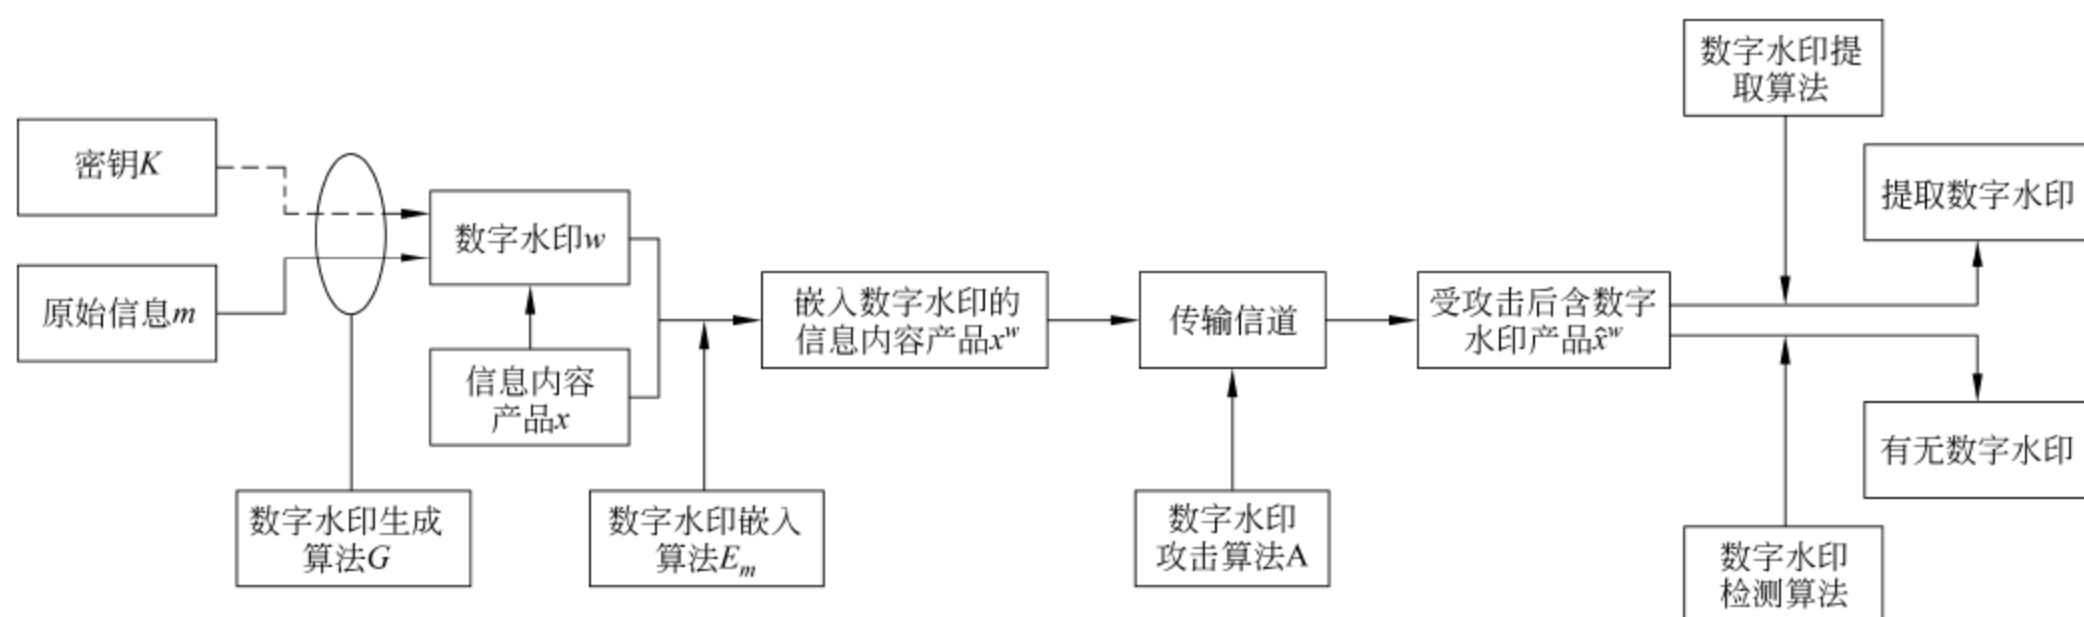 数字水印提
取算法
密钥K
提取数字水印
数字水印w
原始信息m
嵌入数字水印的
信息内容产品xʷ
传输信道
受攻击后含数字
水印产品x̂ʷ
信息内容
产品x
有无数字水印
数字水印生成
算法G
数字水印嵌入
算法Eₘ
数字水印
攻击算法A
数字水印
检测算法